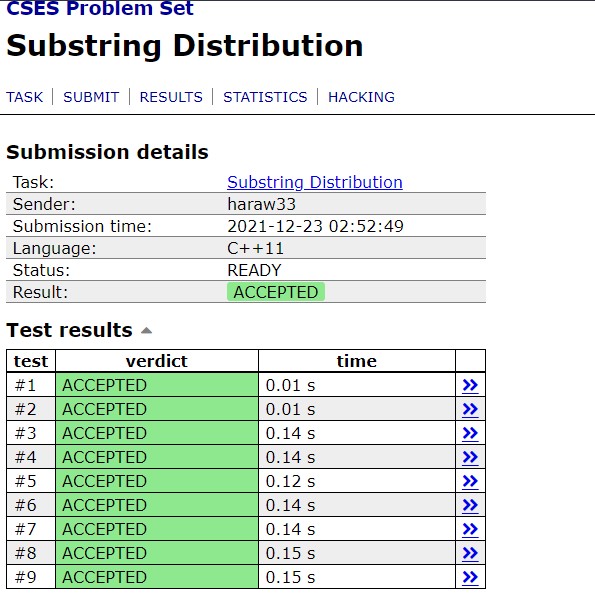 CSES Problem Set
Substring Distribution
TASK | SUBMIT | RESULTS | STATISTICS | HACKING
Submission details
Task: Substring Distribution
Sender: haraw33
Submission time: 2021-12-23 02:52:49
Language: C++11
Status: READY
Result: ACCEPTED
Test results
test verdict time
#1 ACCEPTED 0.01 s »
#2 ACCEPTED 0.01 s »
#3 ACCEPTED 0.14 s »
#4 ACCEPTED 0.14 s »
#5 ACCEPTED 0.12 s »
#6 ACCEPTED 0.14 s »
#7 ACCEPTED 0.14 s »
#8 ACCEPTED 0.15 s »
#9 ACCEPTED 0.15 s »